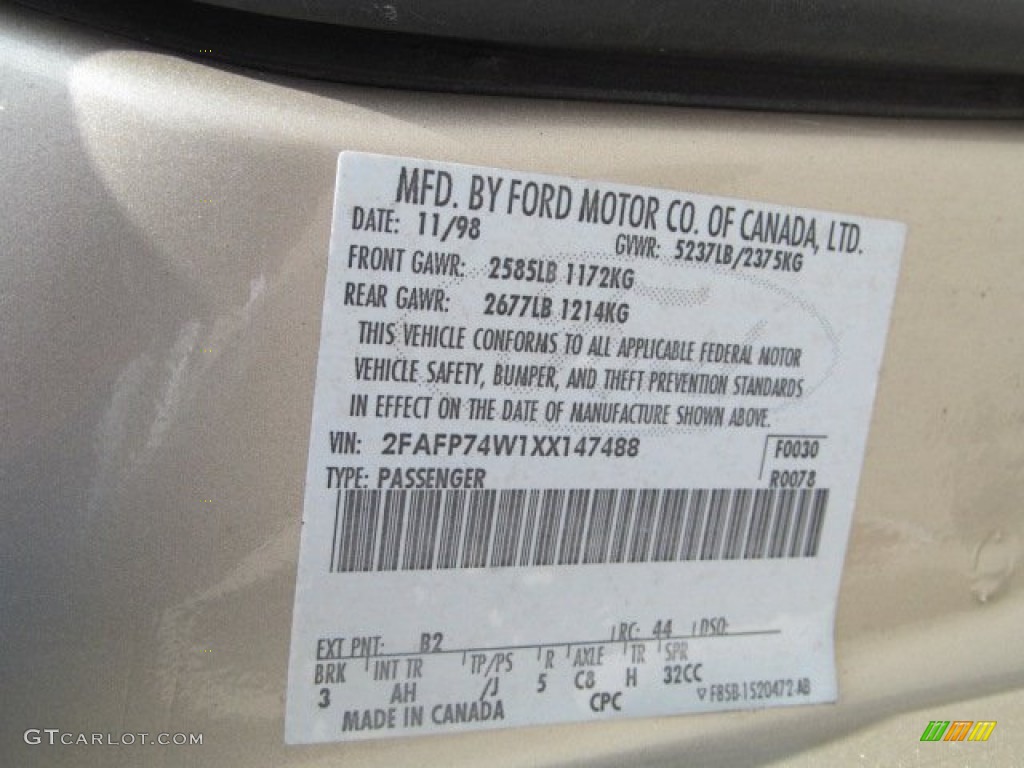 MFD. BY FORD MOTOR CO. OF CANADA, LTD.
DATE: 11/98 GVWR: 5237LB/2375KG
FRONT GAWR: 2585LB 1172KG
REAR GAWR: 2677LB 1214KG
THIS VEHICLE CONFORMS TO ALL APPLICABLE FEDERAL MOTOR
VEHICLE SAFETY, BUMPER, AND THEFT PREVENTION STANDARDS
IN EFFECT ON THE DATE OF MANUFACTURE SHOWN ABOVE.
VIN: 2FAFP74W1XX147488 F0030
TYPE: PASSENGER R0078
EXT PNT: B2 RC: 44 DSO:
BRK INT TR TP/PS R AXLE TR SPR
3 AH /J 5 C8 H 32CC
MADE IN CANADA CPC ▽ F85B-1520472 AB
GTCARLOT.COM